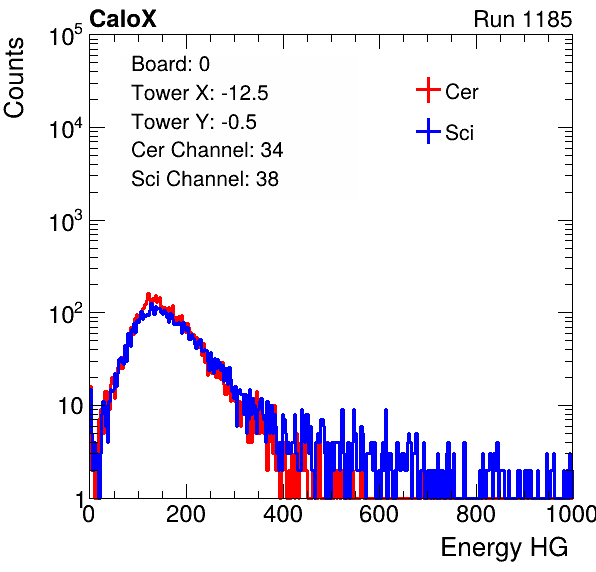 CaloX Run 1185
Counts
10^5
10^4
10^3
10^2
10
1
Board: 0
Tower X: -12.5
Tower Y: -0.5
Cer Channel: 34
Sci Channel: 38
Cer
Sci
0 200 400 600 800 1000
Energy HG